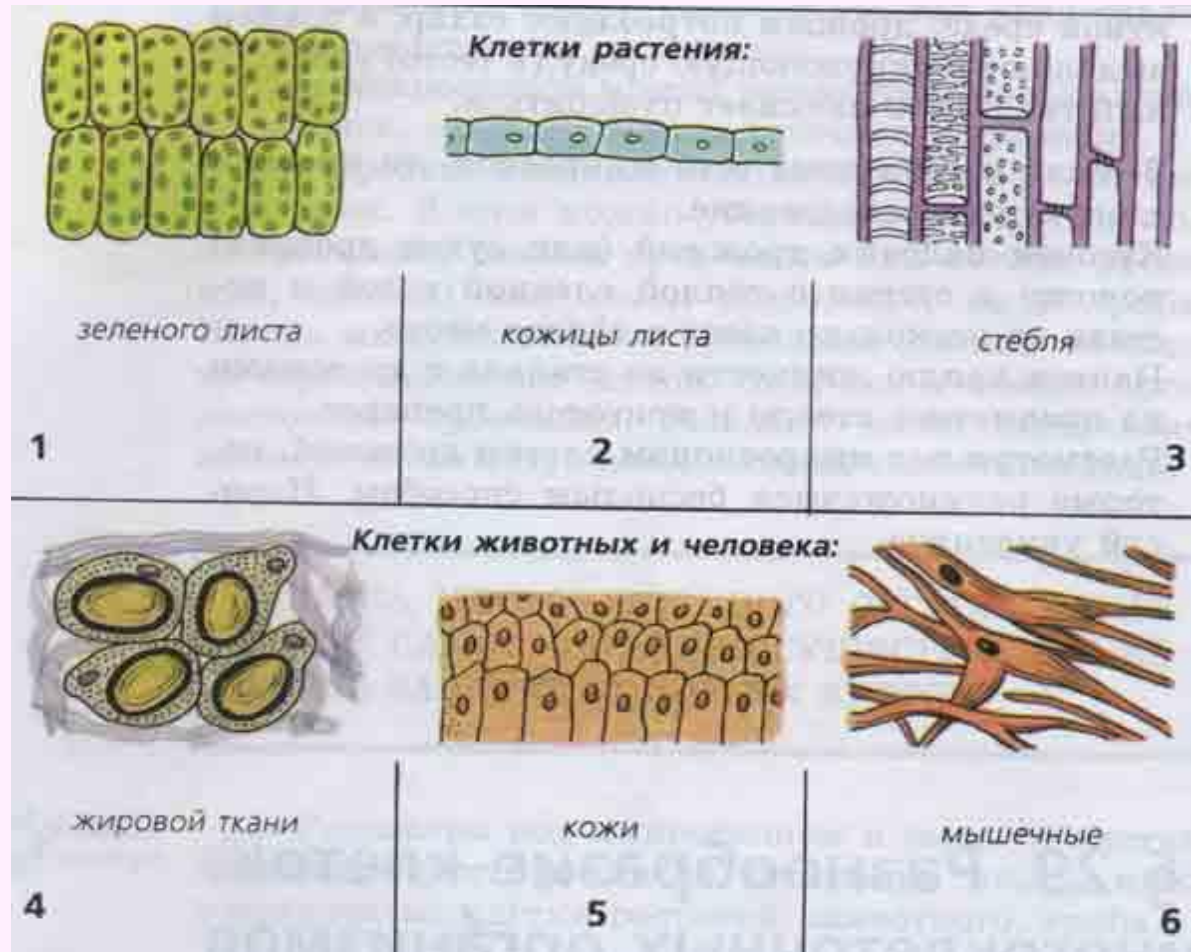 Клетки растения:
зеленого листа
кожицы листа
стебля
1
2
3
Клетки животных и человека:
жировой ткани
кожи
мышечные
4
5
6